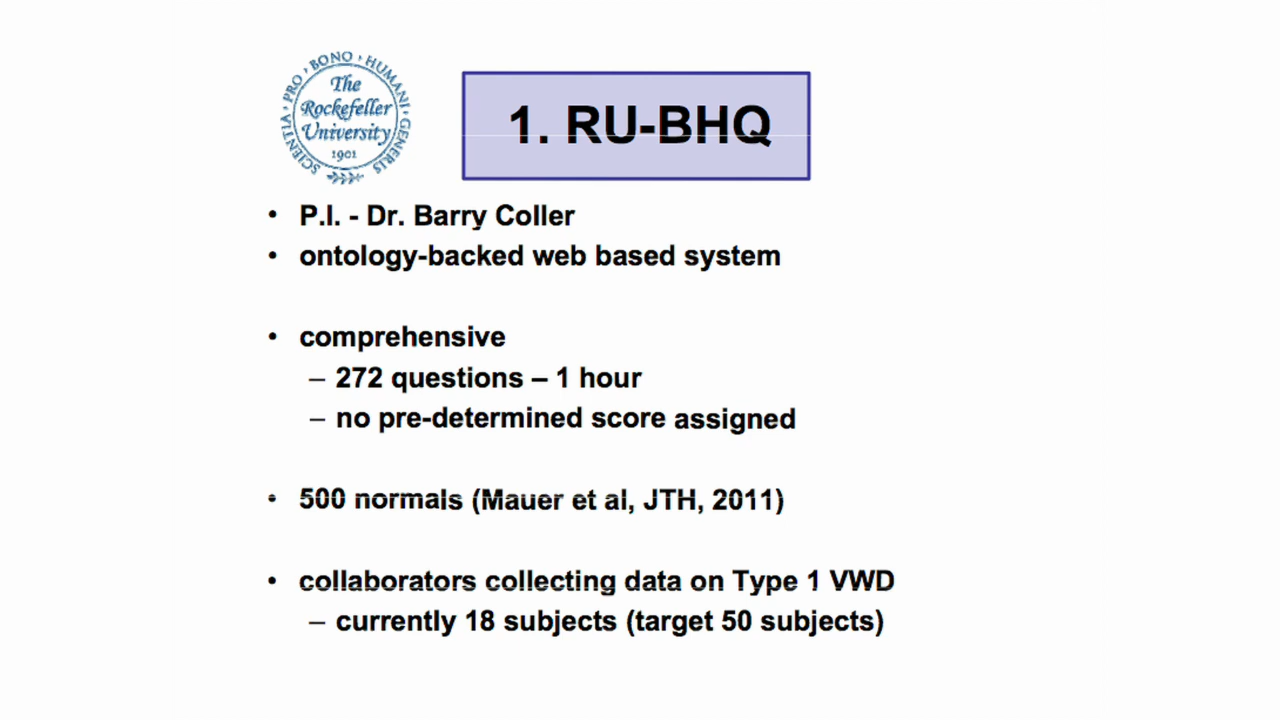 SCIENTIA › PRO › BONO › HUMANI › GENERIS
The
Rockefeller
University
1901
1. RU-BHQ
• P.I. - Dr. Barry Coller
• ontology-backed web based system
• comprehensive
– 272 questions – 1 hour
– no pre-determined score assigned
• 500 normals (Mauer et al, JTH, 2011)
• collaborators collecting data on Type 1 VWD
– currently 18 subjects (target 50 subjects)